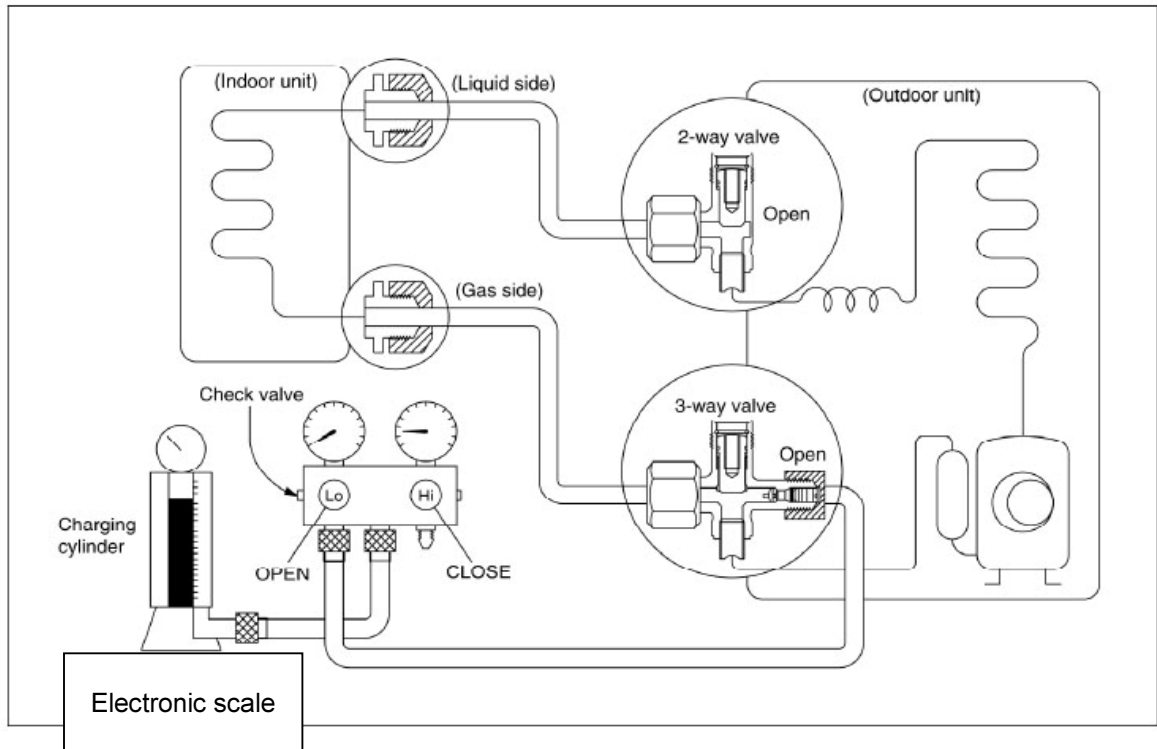 (Indoor unit)
(Liquid side)
(Outdoor unit)
2-way valve
Open
(Gas side)
Check valve
3-way valve
Open
Lo
Hi
Charging
cylinder
OPEN
CLOSE
Electronic scale